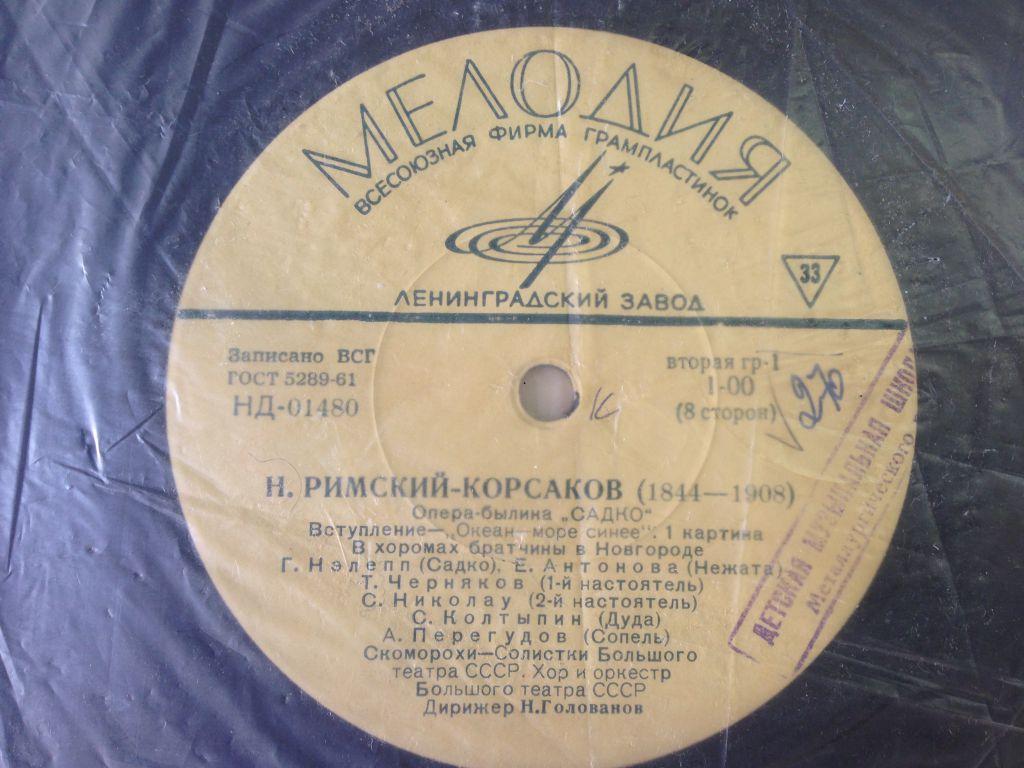 МЕЛОДИЯ
ВСЕСОЮЗНАЯ ФИРМА ГРАМПЛАСТИНОК
33
ЛЕНИНГРАДСКИЙ ЗАВОД
Записано ВСГ
ГОСТ 5289-61
НД-01480
вторая гр-1
1-00
(8 сторон)
270
К
Н. РИМСКИЙ-КОРСАКОВ (1844—1908)
Опера-былина „САДКО“
Вступление—„Океан—море синее“. 1 картина
В хоромах братчины в Новгороде
Г. Нэлепп (Садко). Е. Антонова (Нежата)
Т. Черняков (1-й настоятель)
С. Николау (2-й настоятель)
С. Колтыпин (Дуда)
А. Перегудов (Сопель)
Скоморохи—Солистки Большого
театра СССР. Хор и оркестр
Большого театра СССР
Дирижер Н. Голованов
ДЕТСКАЯ МУЗЫКАЛЬНАЯ ШКОЛА
Металлургического